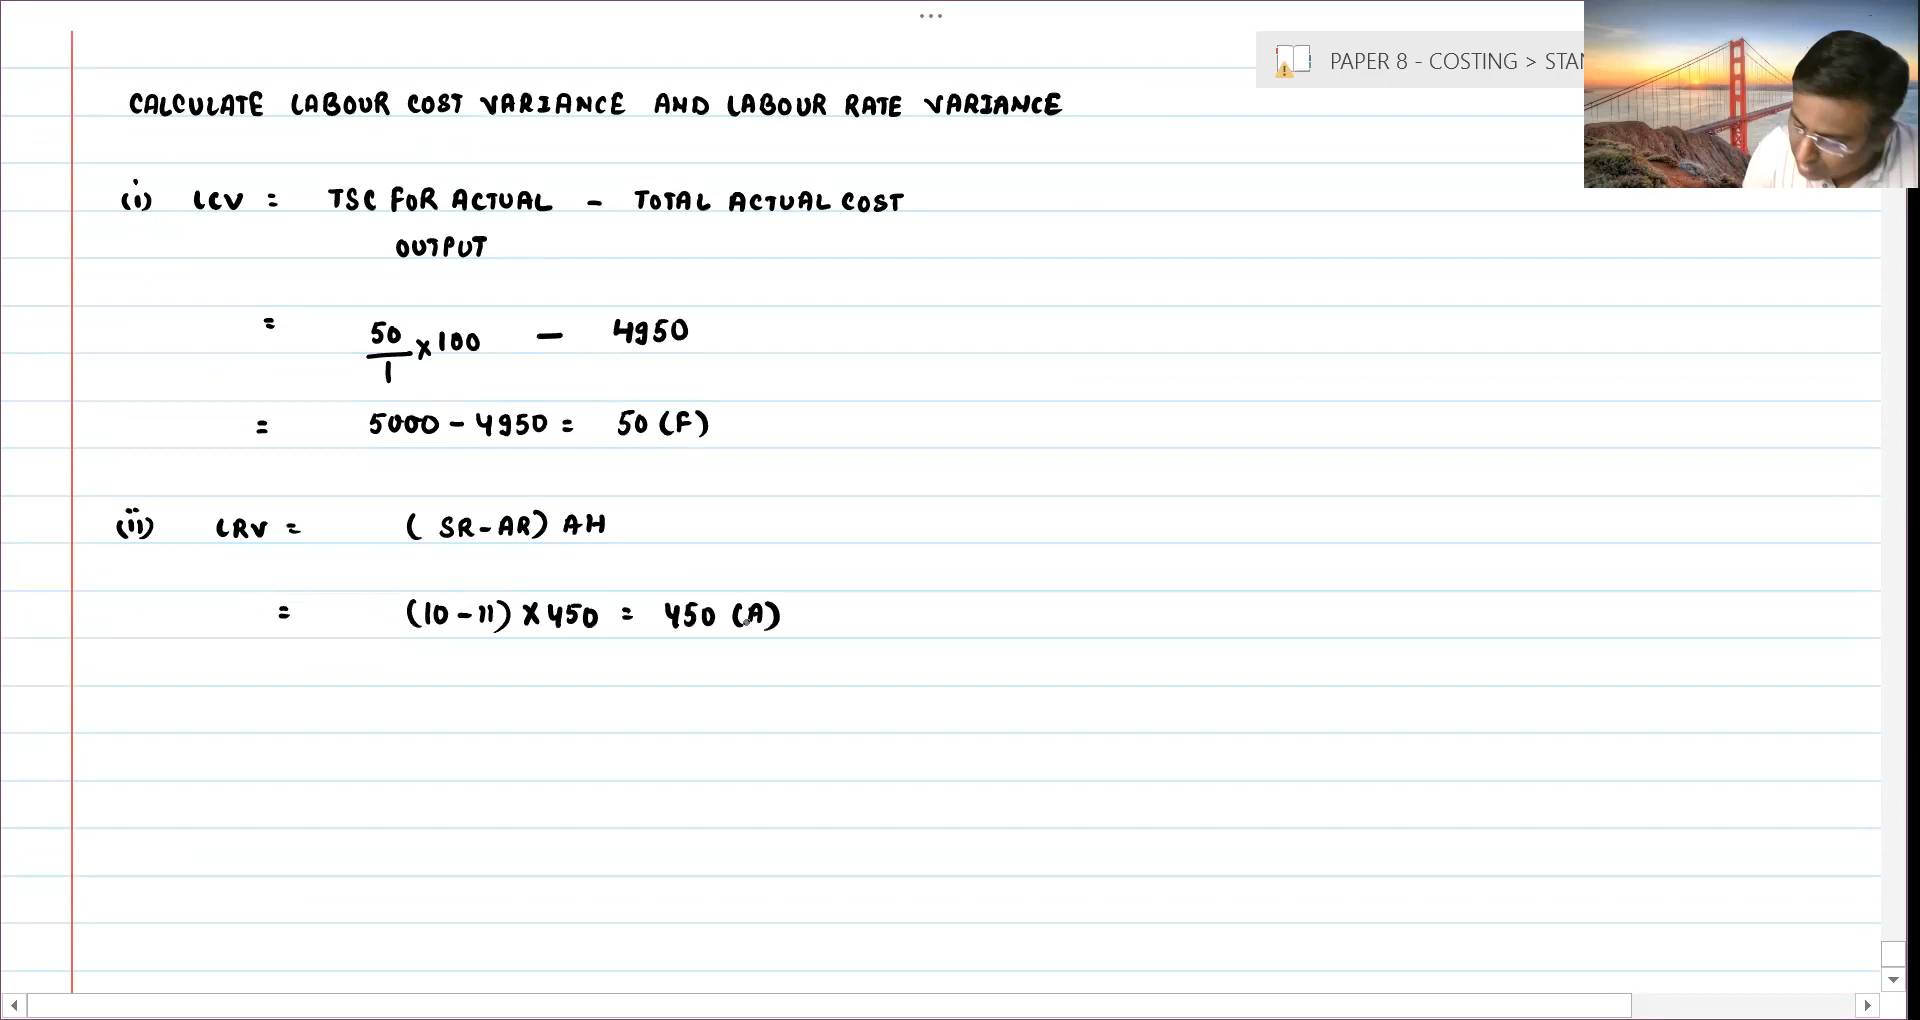 PAPER 8 - COSTING > STAN
CALCULATE LABOUR COST VARIANCE AND LABOUR RATE VARIANCE
(i) LCV = TSC FOR ACTUAL - TOTAL ACTUAL COST
OUTPUT
= 50/1 x 100 - 4950
= 5000 - 4950 = 50 (F)
(ii) LRV = (SR-AR) AH
= (10-11) x 450 = 450 (A)